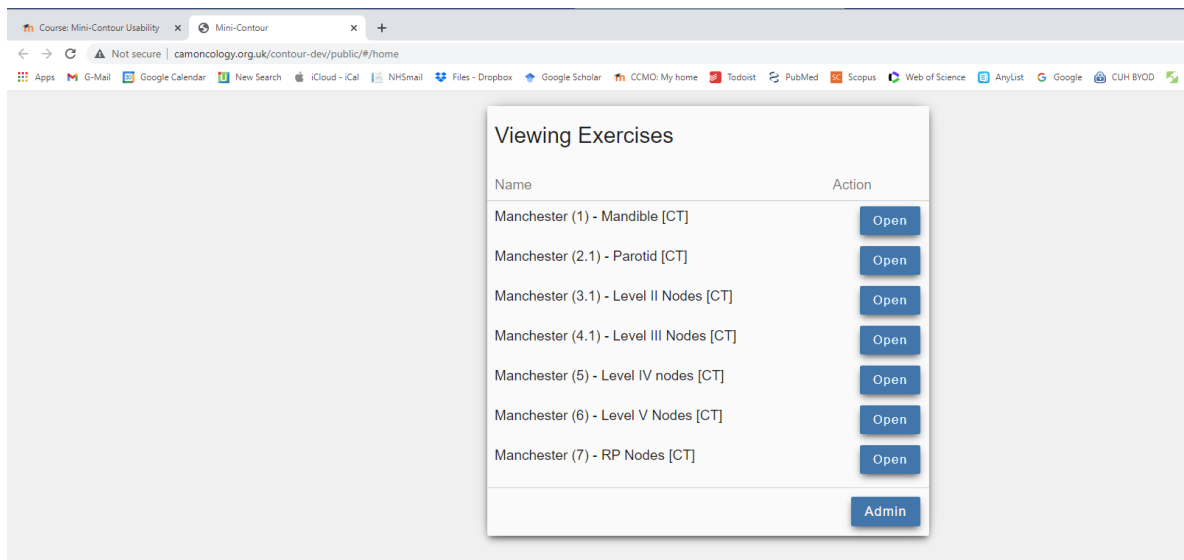 Course: Mini-Contour Usability Mini-Contour
Not secure | camoncology.org.uk/contour-dev/public/#/home
Apps G-Mail Google Calendar New Search iCloud - iCal NHSmail Files - Dropbox Google Scholar CCMO: My home Todoist PubMed SC Scopus Web of Science AnyList Google CUH BYOD
Viewing Exercises
Name Action
Manchester (1) - Mandible [CT] Open
Manchester (2.1) - Parotid [CT] Open
Manchester (3.1) - Level II Nodes [CT] Open
Manchester (4.1) - Level III Nodes [CT] Open
Manchester (5) - Level IV nodes [CT] Open
Manchester (6) - Level V Nodes [CT] Open
Manchester (7) - RP Nodes [CT] Open
Admin